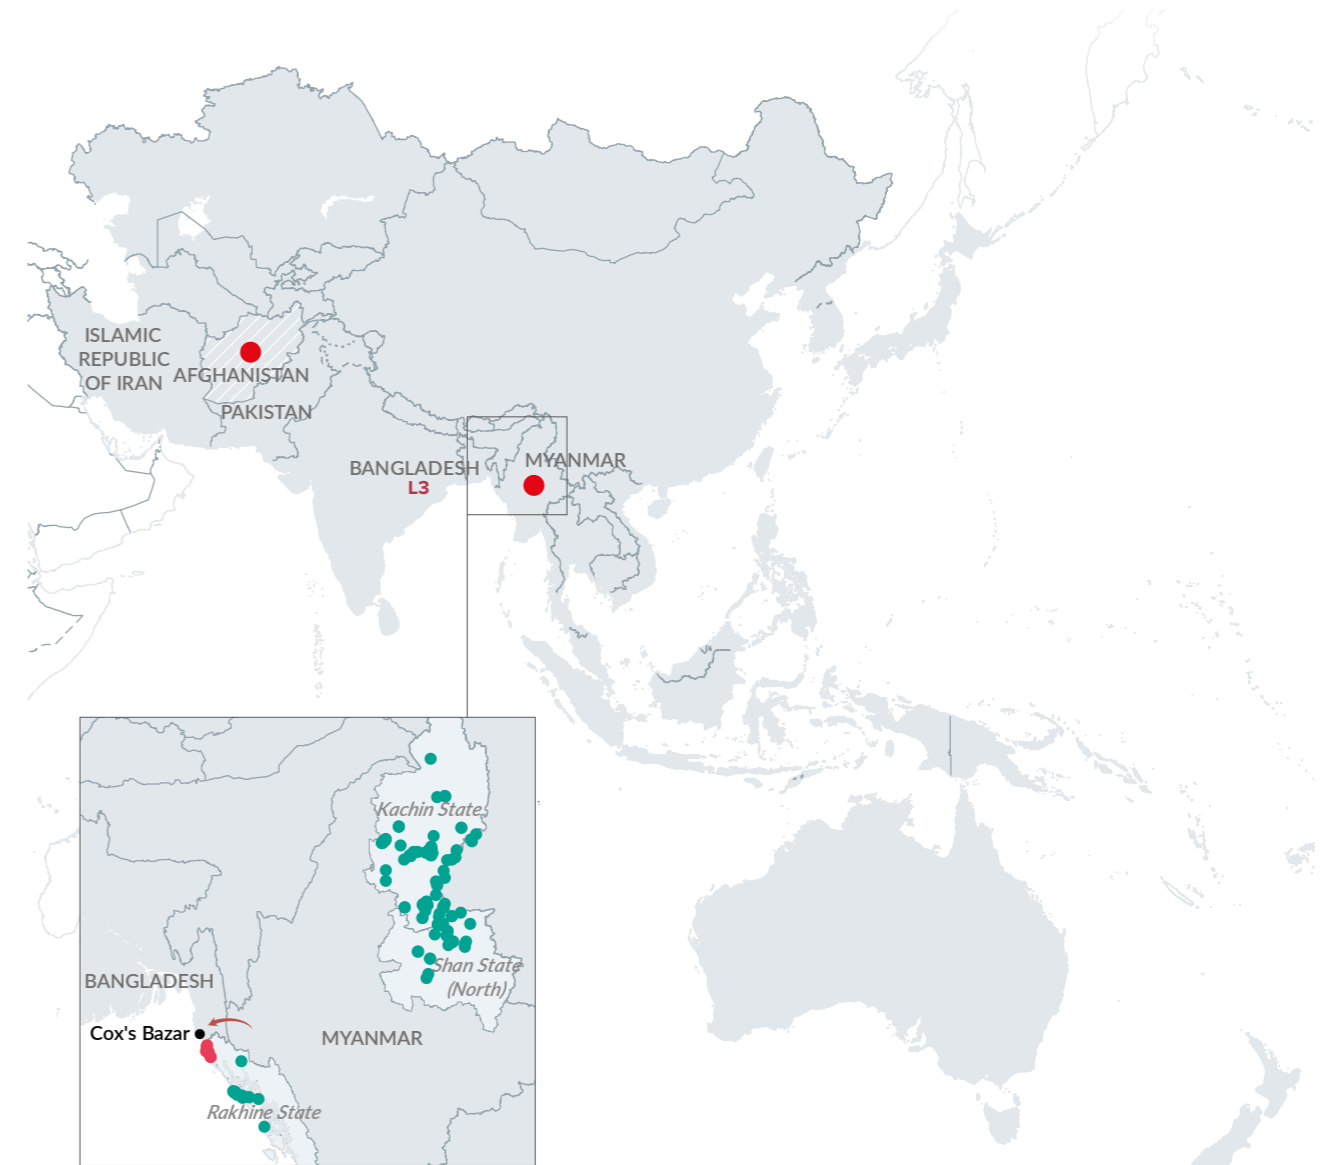 ISLAMIC
REPUBLIC
OF IRAN
AFGHANISTAN
PAKISTAN
BANGLADESH
L3
MYANMAR
Kachin State
Shan State
(North)
BANGLADESH
Cox's Bazar
MYANMAR
Rakhine State